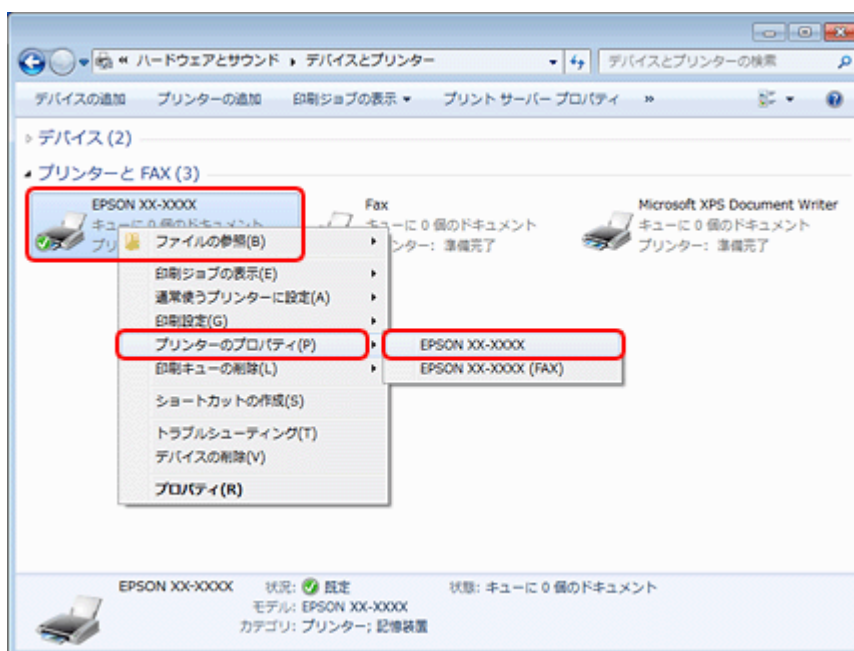 « ハードウェアとサウンド ▸ デバイスとプリンター
デバイスとプリンターの検索
デバイスの追加 プリンターの追加 印刷ジョブの表示 ▼ プリント サーバー プロパティ »
デバイス (2)
プリンターと FAX (3)
EPSON XX-XXXX
キューに 0 個のドキュメント
プリ
Fax
キューに 0 個のドキュメント
ンター: 準備完了
Microsoft XPS Document Writer
キューに 0 個のドキュメント
プリンター: 準備完了
ファイルの参照(B)
印刷ジョブの表示(E)
通常使うプリンターに設定(A)
印刷設定(G)
プリンターのプロパティ(P)
印刷キューの削除(L)
ショートカットの作成(S)
トラブルシューティング(T)
デバイスの削除(V)
プロパティ(R)
EPSON XX-XXXX
EPSON XX-XXXX (FAX)
EPSON XX-XXXX 状況: 既定 状態: キューに 0 個のドキュメント
モデル: EPSON XX-XXXX
カテゴリ: プリンター; 記憶装置